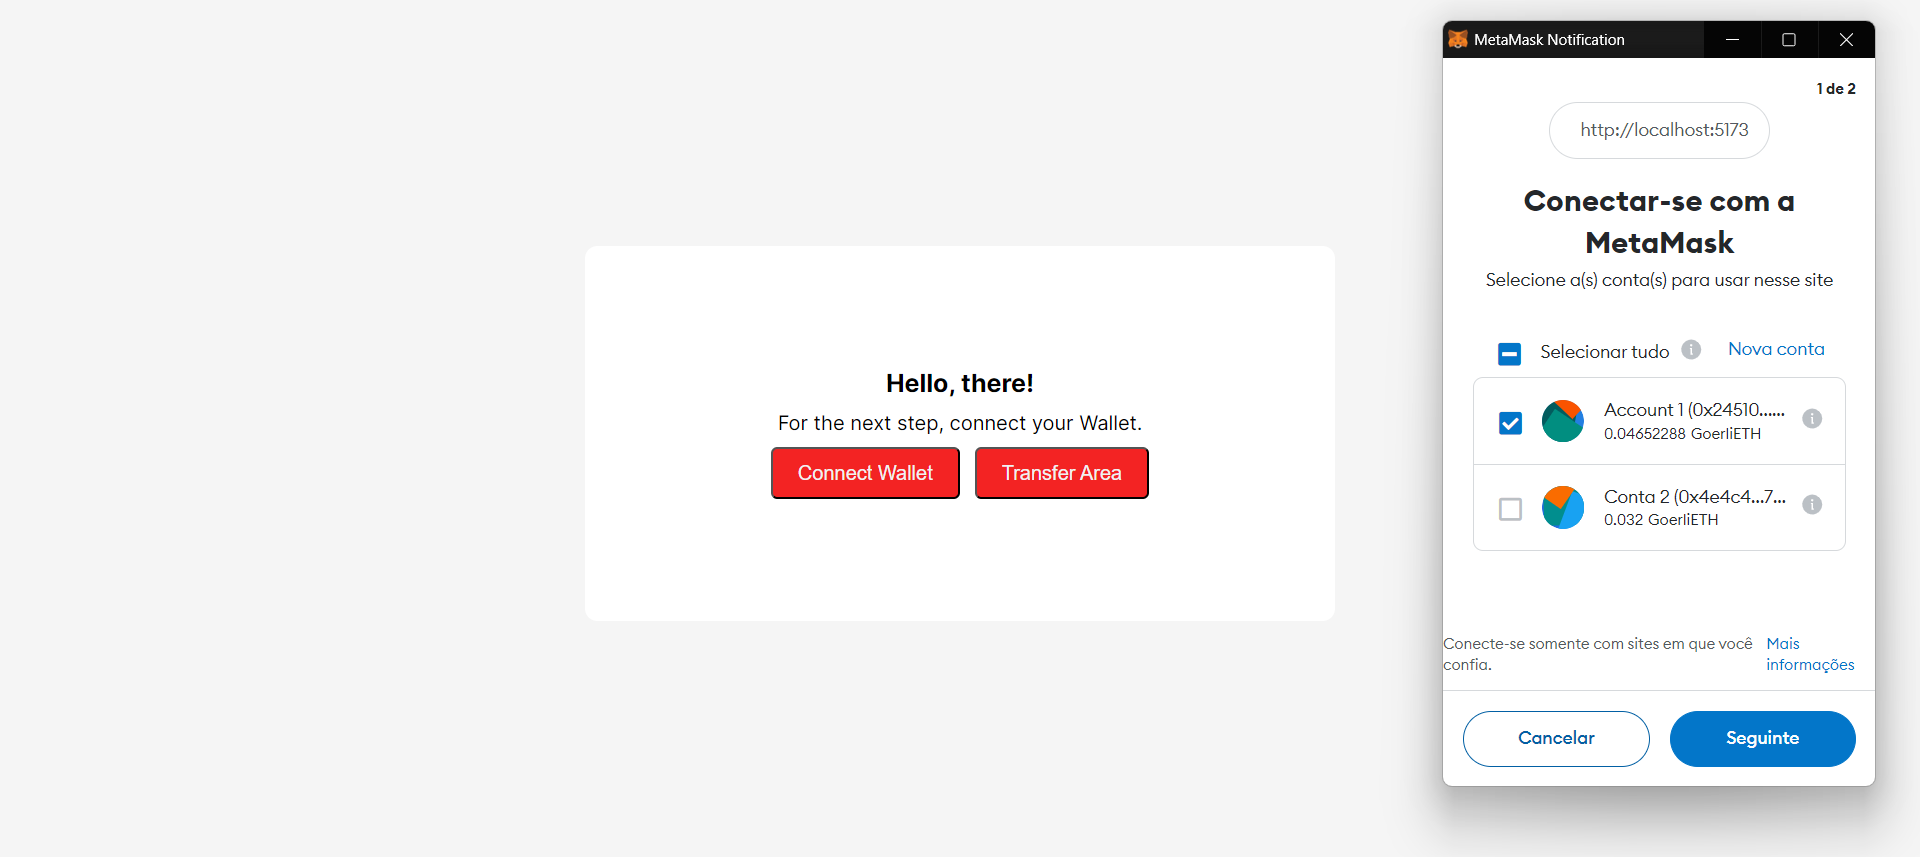 Hello, there!
For the next step, connect your Wallet.
Connect Wallet
Transfer Area
MetaMask Notification
1 de 2
http://localhost:5173
Conectar-se com a
MetaMask
Selecione a(s) conta(s) para usar nesse site
Selecionar tudo
Nova conta
Account 1 (0x24510......
0.04652288 GoerliETH
Conta 2 (0x4e4c4...7...
0.032 GoerliETH
Conecte-se somente com sites em que você
confia.
Mais
informações
Cancelar
Seguinte